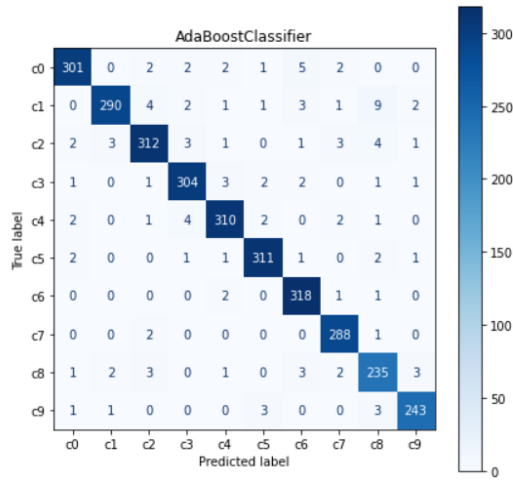 AdaBoostClassifier
c0 301 0 2 2 2 1 5 2 0 0
c1 0 290 4 2 1 1 3 1 9 2
c2 2 3 312 3 1 0 1 3 4 1
c3 1 0 1 304 3 2 2 0 1 1
c4 2 0 1 4 310 2 0 2 1 0
c5 2 0 0 1 1 311 1 0 2 1
c6 0 0 0 0 2 0 318 1 1 0
c7 0 0 2 0 0 0 0 288 1 0
c8 1 2 3 0 1 0 3 2 235 3
c9 1 1 0 0 0 3 0 0 3 243
c0 c1 c2 c3 c4 c5 c6 c7 c8 c9
Predicted label
True label
300
250
200
150
100
50
0